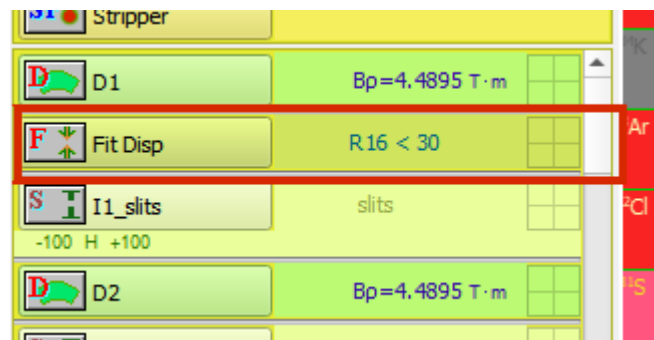 ST Stripper
D D1 Bρ=4.4895 T·m
F Fit Disp R16 < 30
S I1_slits slits
-100 H +100
D D2 Bρ=4.4895 T·m
K
Ar
Cl
S